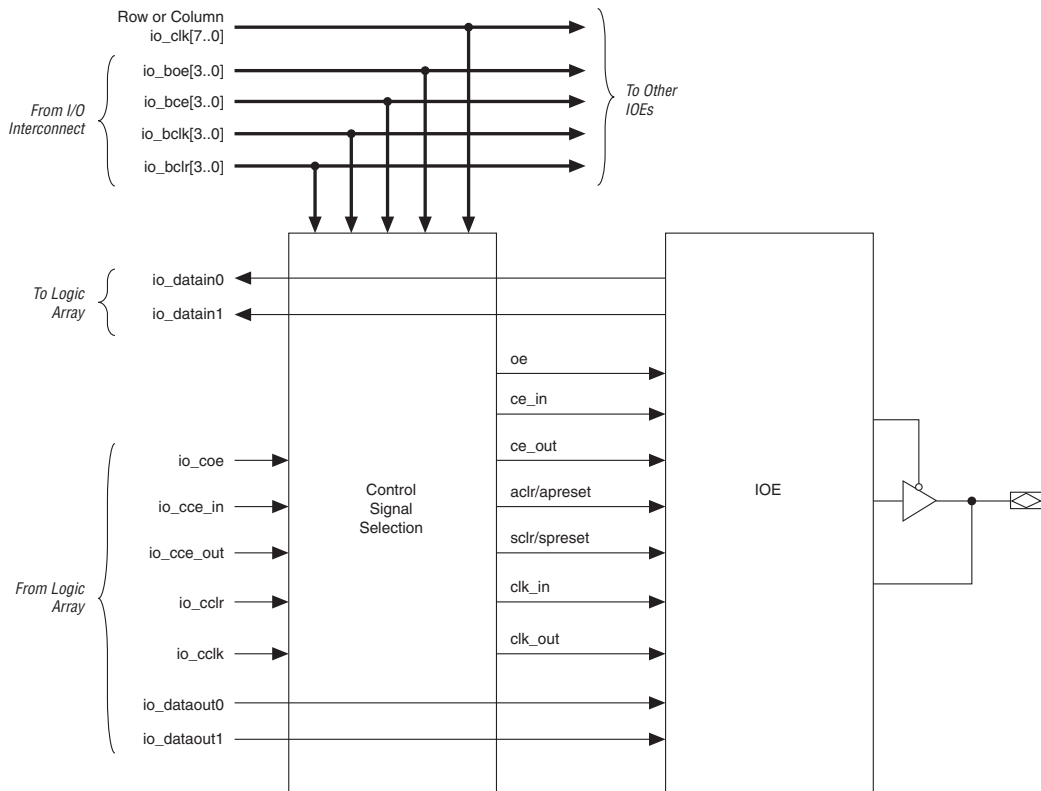 Row or Column
io_clk[7..0]
io_boe[3..0]
io_bce[3..0]
io_bclk[3..0]
io_bclr[3..0]
From I/O
Interconnect
To Other
IOEs
io_datain0
io_datain1
To Logic
Array
oe
ce_in
ce_out
aclr/apreset
sclr/spreset
clk_in
clk_out
io_coe
io_cce_in
io_cce_out
io_cclr
io_cclk
io_dataout0
io_dataout1
From Logic
Array
Control
Signal
Selection
IOE